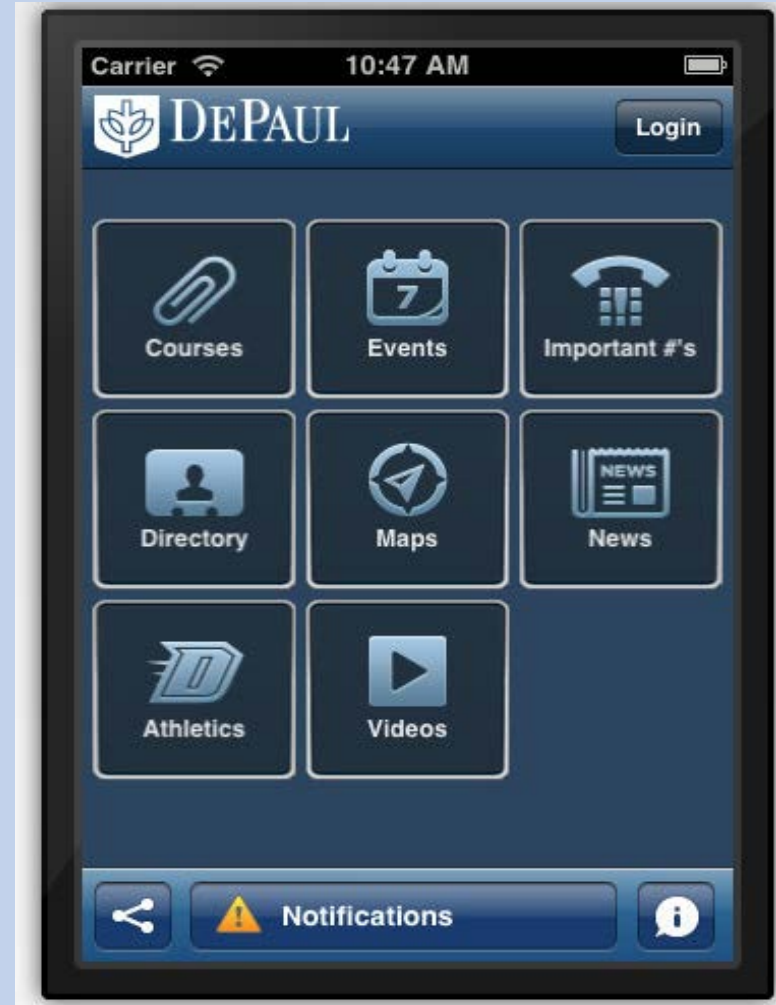 Carrier 10:47 AM
DEPAUL Login
7
Courses Events Important #'s
NEWS
Directory Maps News
D
Athletics Videos
Notifications
i